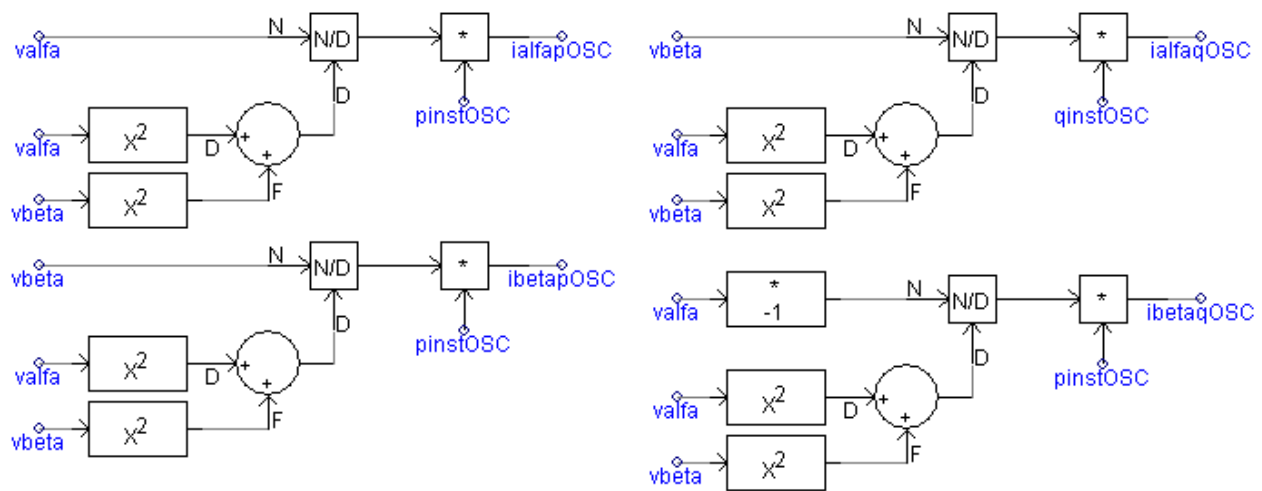 valfa N N/D * ialfapOSC
D pinstOSC
valfa X² D + +
vbeta X² F
vbeta N N/D * ialfaqOSC
D qinstOSC
valfa X² D + +
vbeta X² F
vbeta N N/D * ibetapOSC
D pinstOSC
valfa X² D + +
vbeta X² F
valfa * -1 N N/D * ibetaqOSC
D pinstOSC
valfa X² D + +
vbeta X² F